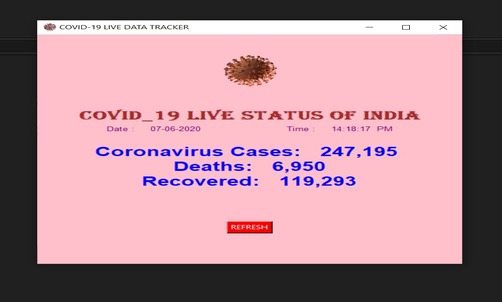 COVID-19 LIVE DATA TRACKER
COVID_19 LIVE STATUS OF INDIA
Date : 07-06-2020 Time : 14:18:17 PM
Coronavirus Cases: 247,195
Deaths: 6,950
Recovered: 119,293
REFRESH